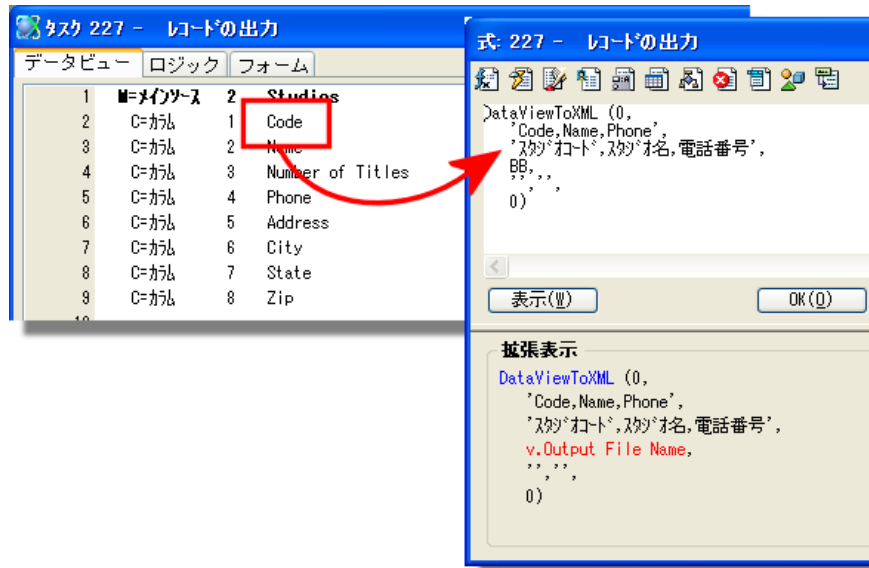 タスク 227 - ﾚｺｰﾄﾞの出力
データビュー ロジック フォーム
1 M=ﾒｲﾝｿｰｽ 2 Studios
2 C=ｶﾗﾑ 1 Code
3 C=ｶﾗﾑ 2 Name
4 C=ｶﾗﾑ 3 Number of Titles
5 C=ｶﾗﾑ 4 Phone
6 C=ｶﾗﾑ 5 Address
7 C=ｶﾗﾑ 6 City
8 C=ｶﾗﾑ 7 State
9 C=ｶﾗﾑ 8 Zip
10
式: 227 - ﾚｺｰﾄﾞの出力
DataViewToXML (0,
'Code,Name,Phone',
'ｽﾀｼﾞｵｺｰﾄﾞ,ｽﾀｼﾞｵ名,電話番号',
BB,
'','',
0)
表示(W) OK(O)
拡張表示
DataViewToXML (0,
'Code,Name,Phone',
'ｽﾀｼﾞｵｺｰﾄﾞ,ｽﾀｼﾞｵ名,電話番号',
v.Output File Name,
'','',
0)